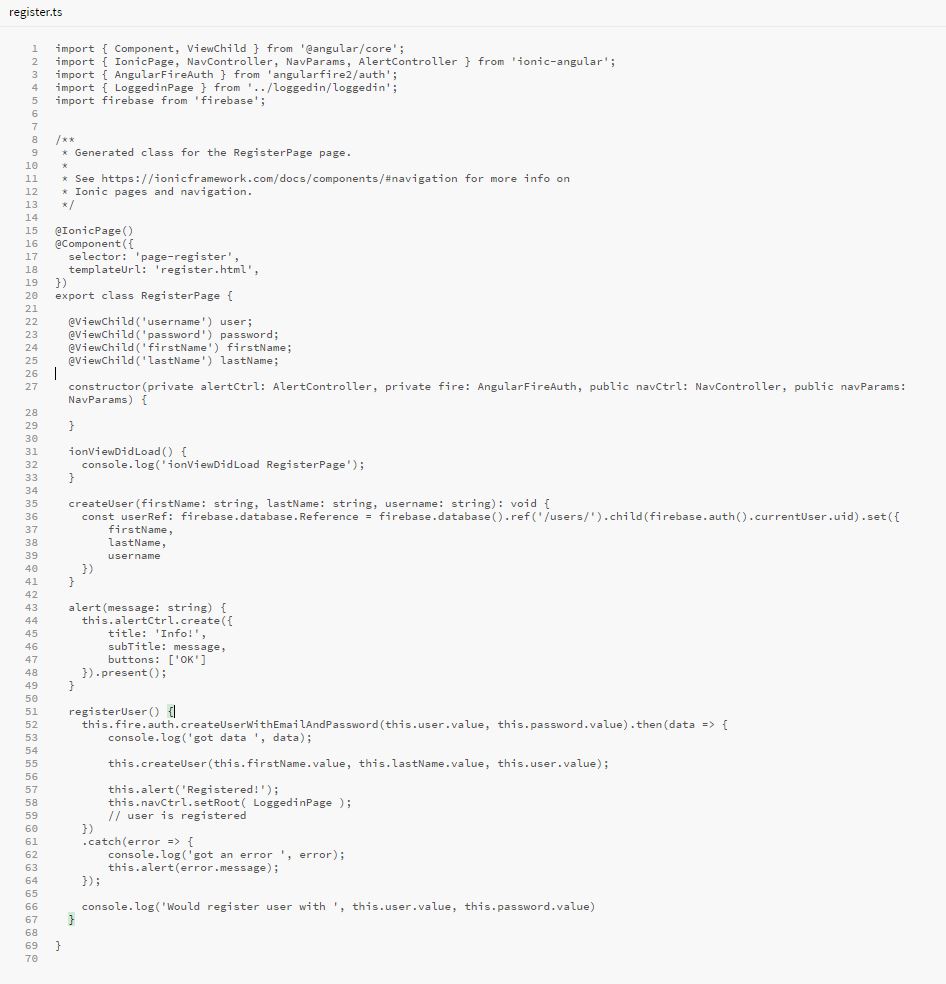 register.ts
1 import { Component, ViewChild } from '@angular/core';
2 import { IonicPage, NavController, NavParams, AlertController } from 'ionic-angular';
3 import { AngularFireAuth } from 'angularfire2/auth';
4 import { LoggedinPage } from '../loggedin/loggedin';
5 import firebase from 'firebase';
6
7
8 /**
9  * Generated class for the RegisterPage page.
10  *
11  * See https://ionicframework.com/docs/components/#navigation for more info on
12  * Ionic pages and navigation.
13  */
14
15 @IonicPage()
16 @Component({
17   selector: 'page-register',
18   templateUrl: 'register.html',
19 })
20 export class RegisterPage {
21
22   @ViewChild('username') user;
23   @ViewChild('password') password;
24   @ViewChild('firstName') firstName;
25   @ViewChild('lastName') lastName;
26
27   constructor(private alertCtrl: AlertController, private fire: AngularFireAuth, public navCtrl: NavController, public navParams:
  NavParams) {
28
29   }
30
31   ionViewDidLoad() {
32     console.log('ionViewDidLoad RegisterPage');
33   }
34
35   createUser(firstName: string, lastName: string, username: string): void {
36     const userRef: firebase.database.Reference = firebase.database().ref('/users/').child(firebase.auth().currentUser.uid).set({
37         firstName,
38         lastName,
39         username
40     })
41   }
42
43   alert(message: string) {
44     this.alertCtrl.create({
45         title: 'Info!',
46         subTitle: message,
47         buttons: ['OK']
48     }).present();
49   }
50
51   registerUser() {
52     this.fire.auth.createUserWithEmailAndPassword(this.user.value, this.password.value).then(data => {
53         console.log('got data ', data);
54
55         this.createUser(this.firstName.value, this.lastName.value, this.user.value);
56
57         this.alert('Registered!');
58         this.navCtrl.setRoot( LoggedinPage );
59         // user is registered
60     })
61     .catch(error => {
62         console.log('got an error ', error);
63         this.alert(error.message);
64     });
65
66     console.log('Would register user with ', this.user.value, this.password.value)
67   }
68
69 }
70